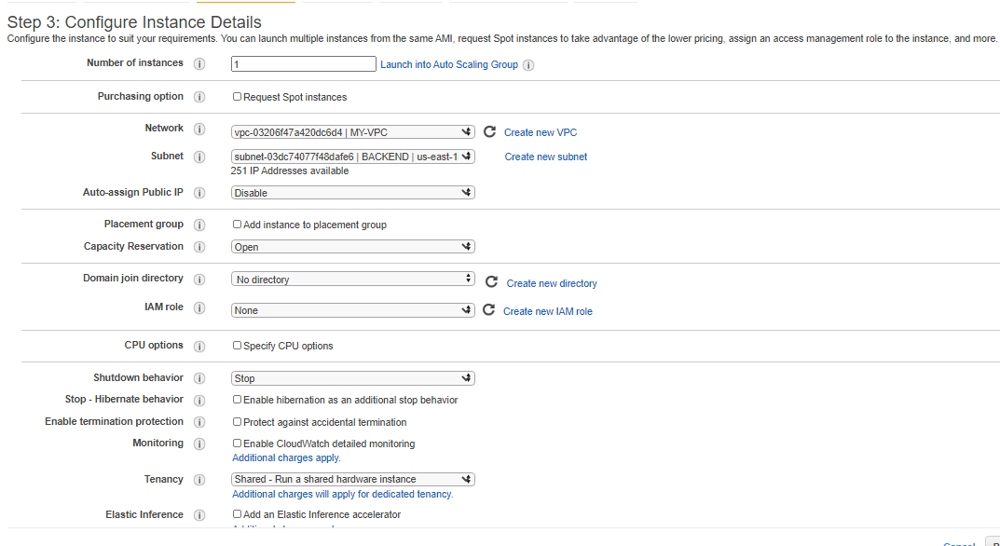 Step 3: Configure Instance Details
Configure the instance to suit your requirements. You can launch multiple instances from the same AMI, request Spot instances to take advantage of the lower pricing, assign an access management role to the instance, and more.
Number of instances 1 Launch into Auto Scaling Group
Purchasing option Request Spot instances
Network vpc-03206f47a420dc6d4 | MY-VPC Create new VPC
Subnet subnet-03dc74077f48dafe6 | BACKEND | us-east-1 Create new subnet
251 IP Addresses available
Auto-assign Public IP Disable
Placement group Add instance to placement group
Capacity Reservation Open
Domain join directory No directory Create new directory
IAM role None Create new IAM role
CPU options Specify CPU options
Shutdown behavior Stop
Stop - Hibernate behavior Enable hibernation as an additional stop behavior
Enable termination protection Protect against accidental termination
Monitoring Enable CloudWatch detailed monitoring
Additional charges apply.
Tenancy Shared - Run a shared hardware instance
Additional charges will apply for dedicated tenancy.
Elastic Inference Add an Elastic Inference accelerator